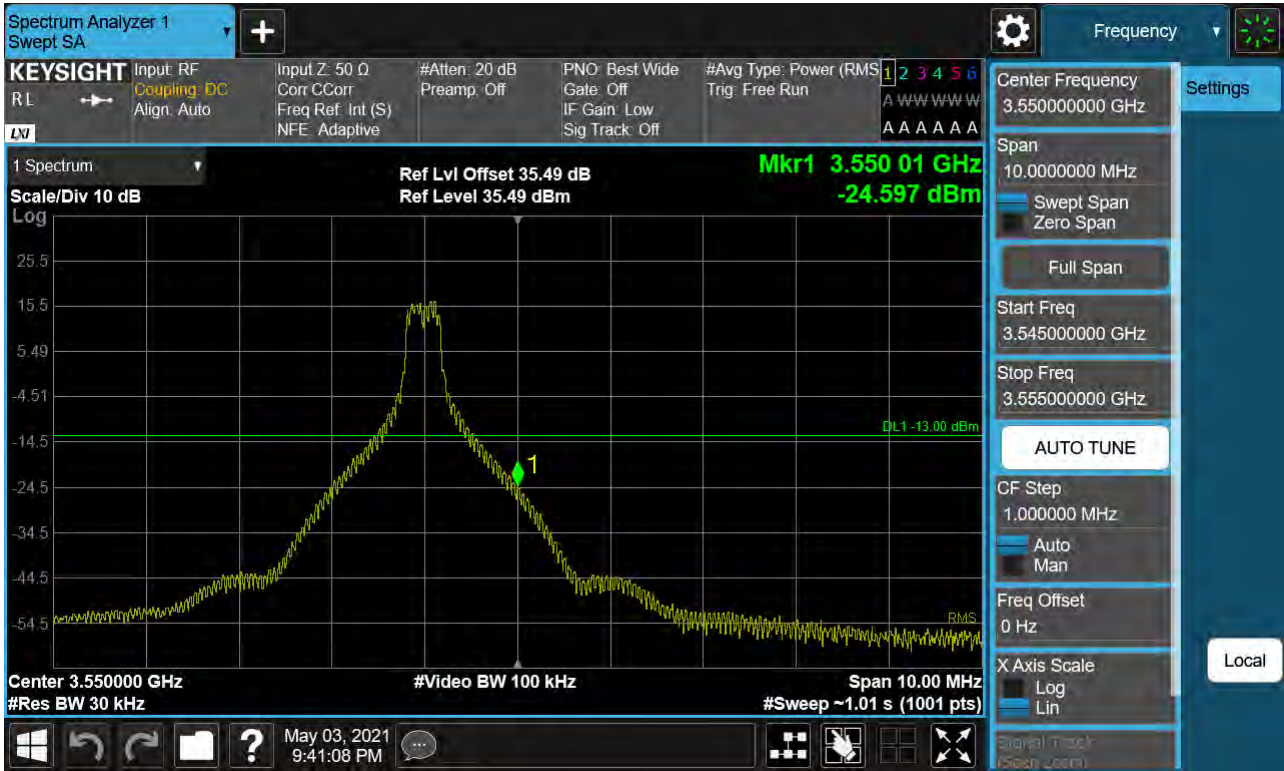 Spectrum Analyzer 1
Swept SA
Frequency
KEYSIGHT
RL
LXI
Input: RF
Coupling: DC
Align: Auto
Input Z: 50 Ω
Corr CCorr
Freq Ref: Int (S)
NFE: Adaptive
#Atten: 20 dB
Preamp: Off
PNO: Best Wide
Gate: Off
IF Gain: Low
Sig Track: Off
#Avg Type: Power (RMS
Trig: Free Run
1 2 3 4 5 6
A W W W W W
A A A A A A
1 Spectrum
Scale/Div 10 dB
Log
Ref Lvl Offset 35.49 dB
Ref Level 35.49 dBm
Mkr1 3.550 01 GHz
-24.597 dBm
25.5
15.5
5.49
-4.51
-14.5
-24.5
-34.5
-44.5
-54.5
DL1 -13.00 dBm
1
RMS
Center 3.550000 GHz
#Res BW 30 kHz
#Video BW 100 kHz
Span 10.00 MHz
#Sweep ~1.01 s (1001 pts)
Center Frequency
3.550000000 GHz
Settings
Span
10.0000000 MHz
Swept Span
Zero Span
Full Span
Start Freq
3.545000000 GHz
Stop Freq
3.555000000 GHz
AUTO TUNE
CF Step
1.000000 MHz
Auto
Man
Freq Offset
0 Hz
X Axis Scale
Log
Lin
Signal Track
(Span Zoom)
Local
?
May 03, 2021
9:41:08 PM